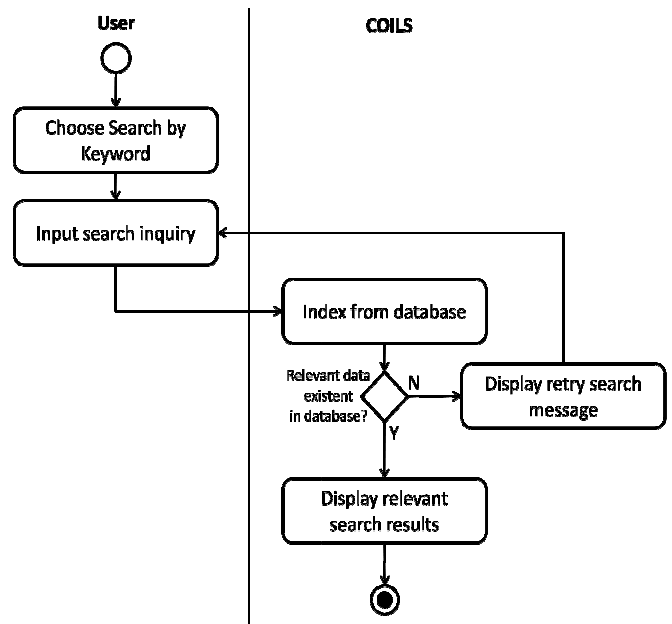 User
COILS
Choose Search by
Keyword
Input search inquiry
Index from database
Relevant data
existent
in database?
N
Y
Display retry search
message
Display relevant
search results